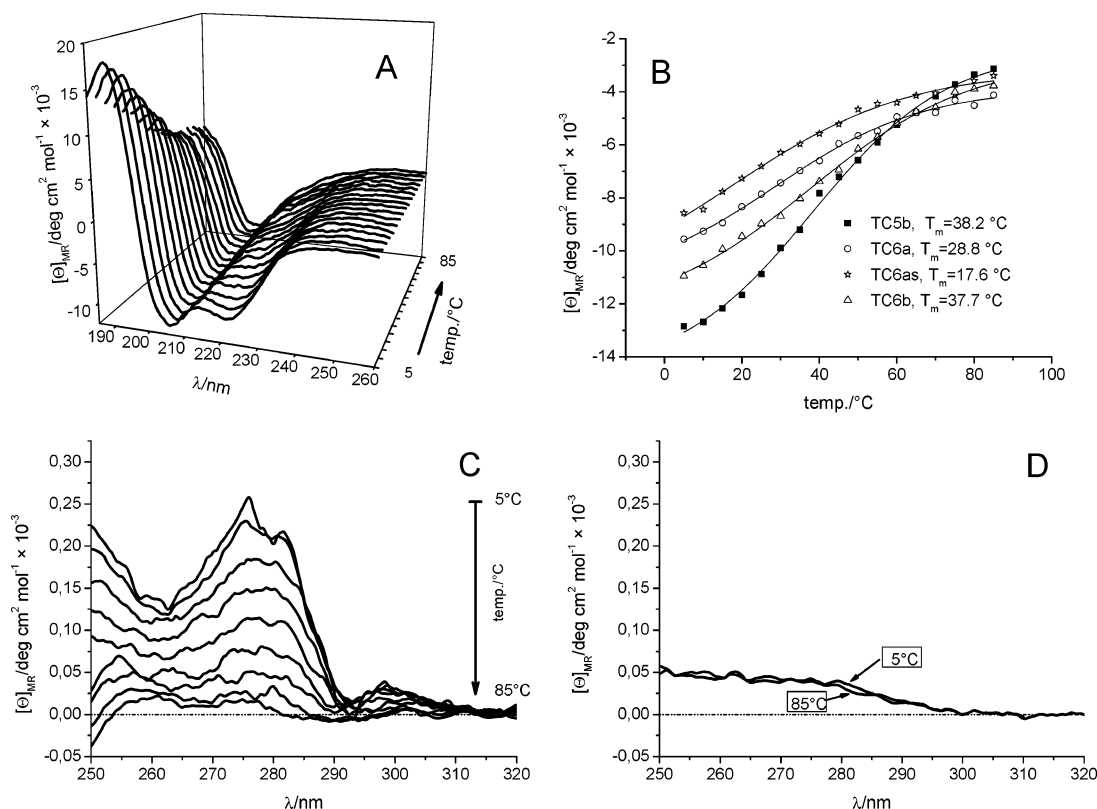 A
20
15
10
5
0
-5
-10
[Θ]MR/deg cm² mol⁻¹ × 10⁻³
190 200 210 220 230 240 250 260
λ/nm
5
85
temp./°C
B
-2
-4
-6
-8
-10
-12
-14
[Θ]MR/deg cm² mol⁻¹ × 10⁻³
TC5b, Tm=38.2 °C
TC6a, Tm=28.8 °C
TC6as, Tm=17.6 °C
TC6b, Tm=37.7 °C
0 20 40 60 80 100
temp./°C
C
0,30
0,25
0,20
0,15
0,10
0,05
0,00
-0,05
[Θ]MR/deg cm² mol⁻¹ × 10⁻³
5°C
temp./°C
85°C
250 260 270 280 290 300 310 320
λ/nm
D
0,30
0,25
0,20
0,15
0,10
0,05
0,00
-0,05
[Θ]MR/deg cm² mol⁻¹ × 10⁻³
5°C
85°C
250 260 270 280 290 300 310 320
λ/nm